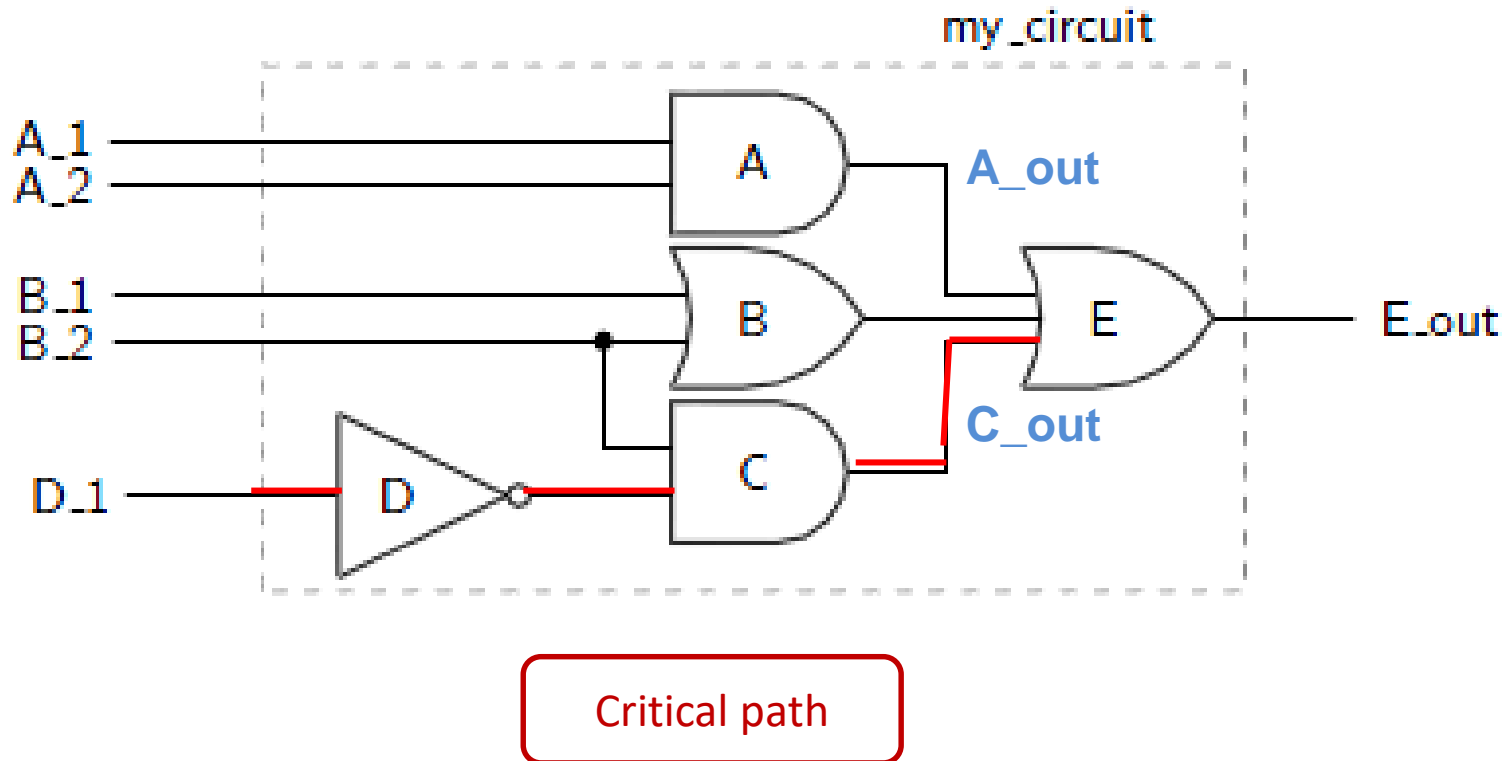 my_circuit
A_1
A
A_out
A_2
B_1
B
E
E_out
B_2
C_out
C
D_1
D
Critical path